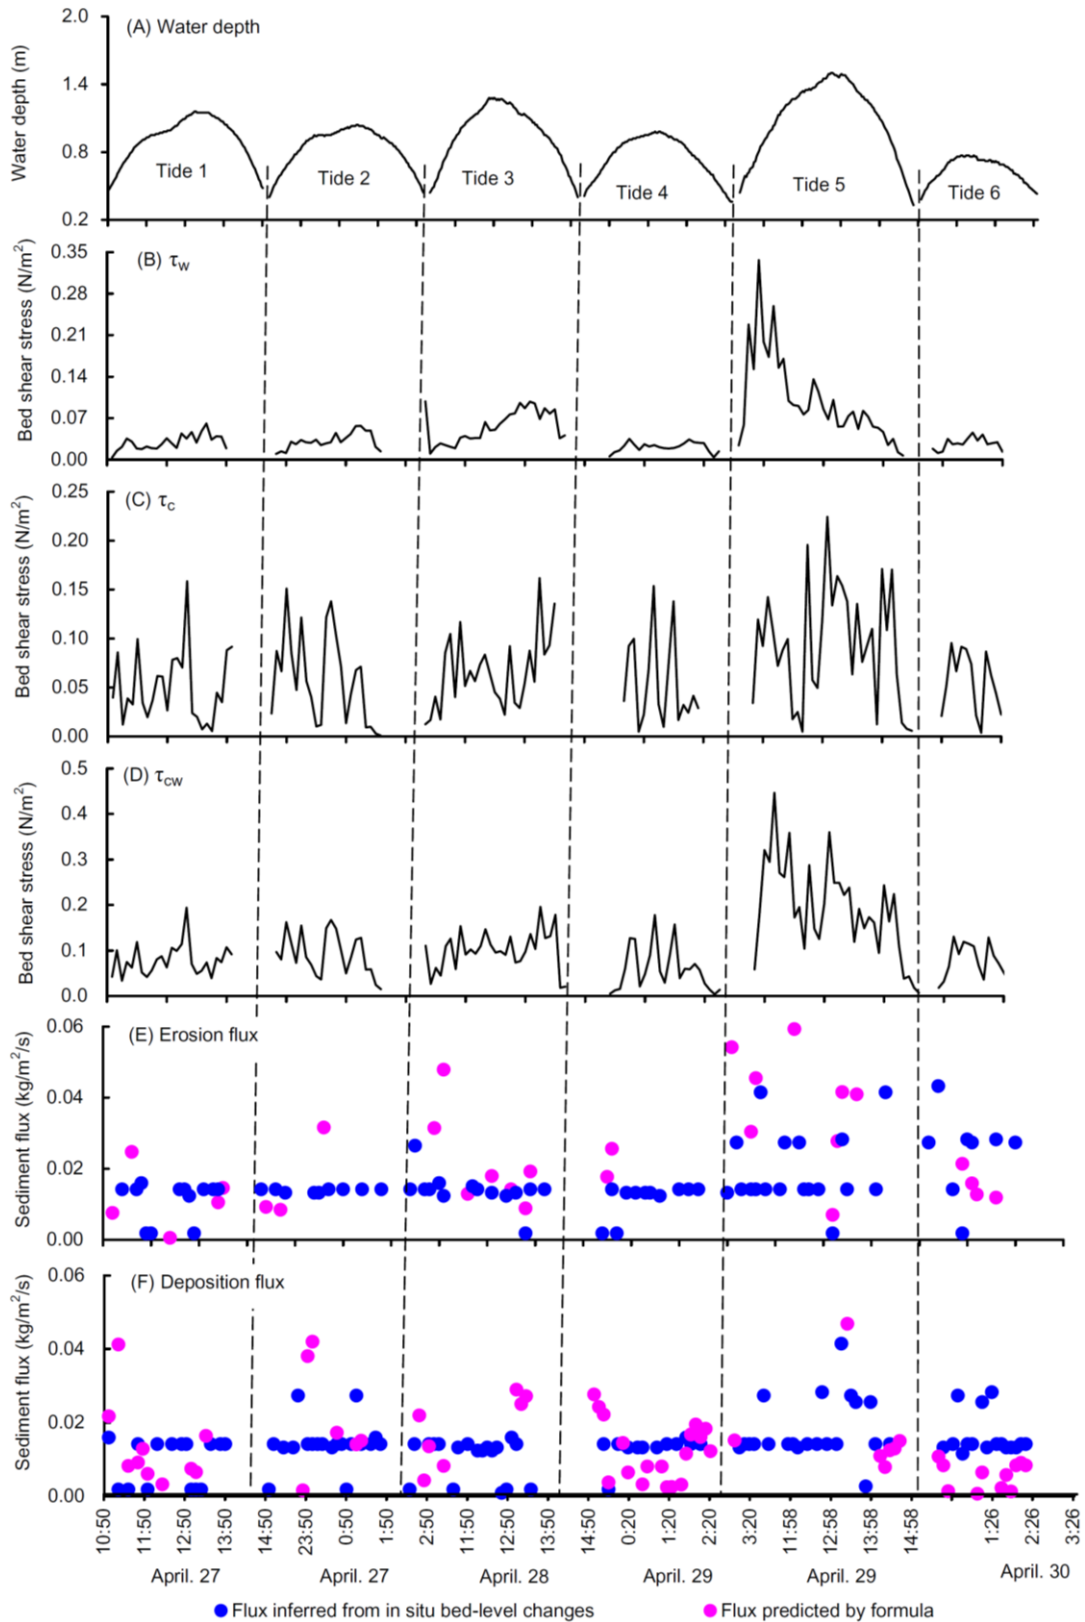 (A) Water depth
Water depth (m)
2.0
1.4
0.8
0.2
Tide 1
Tide 2
Tide 3
Tide 4
Tide 5
Tide 6
(B) τw
Bed shear stress (N/m²)
0.35
0.28
0.21
0.14
0.07
0.00
(C) τc
Bed shear stress (N/m²)
0.25
0.20
0.15
0.10
0.05
0.00
(D) τcw
Bed shear stress (N/m²)
0.5
0.4
0.3
0.2
0.1
0.0
(E) Erosion flux
Sediment flux (kg/m²/s)
0.06
0.04
0.02
0.00
(F) Deposition flux
Sediment flux (kg/m²/s)
0.06
0.04
0.02
0.00
10:50
11:50
12:50
13:50
14:50
23:50
0:50
1:50
2:50
11:50
12:50
13:50
14:50
0:20
1:20
2:20
3:20
11:58
12:58
13:58
14:58
1:26
2:26
3:26
April. 27
April. 27
April. 28
April. 29
April. 29
April. 30
Flux inferred from in situ bed-level changes
Flux predicted by formula